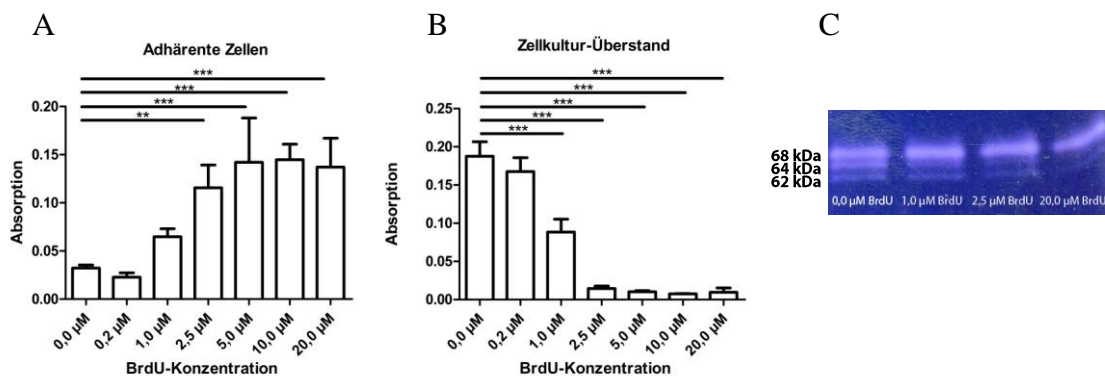 A
Adhärente Zellen
***
***
***
**
0.20
0.15
0.10
0.05
0.00
Absorption
0,0 µM
0,2 µM
1,0 µM
2,5 µM
5,0 µM
10,0 µM
20,0 µM
BrdU-Konzentration
B
Zellkultur-Überstand
***
***
***
***
***
0.25
0.20
0.15
0.10
0.05
0.00
Absorption
0,0 µM
0,2 µM
1,0 µM
2,5 µM
5,0 µM
10,0 µM
20,0 µM
BrdU-Konzentration
C
68 kDa
64 kDa
62 kDa
0,0 µM BrdU 1,0 µM BrdU 2,5 µM BrdU 20,0 µM BrdU